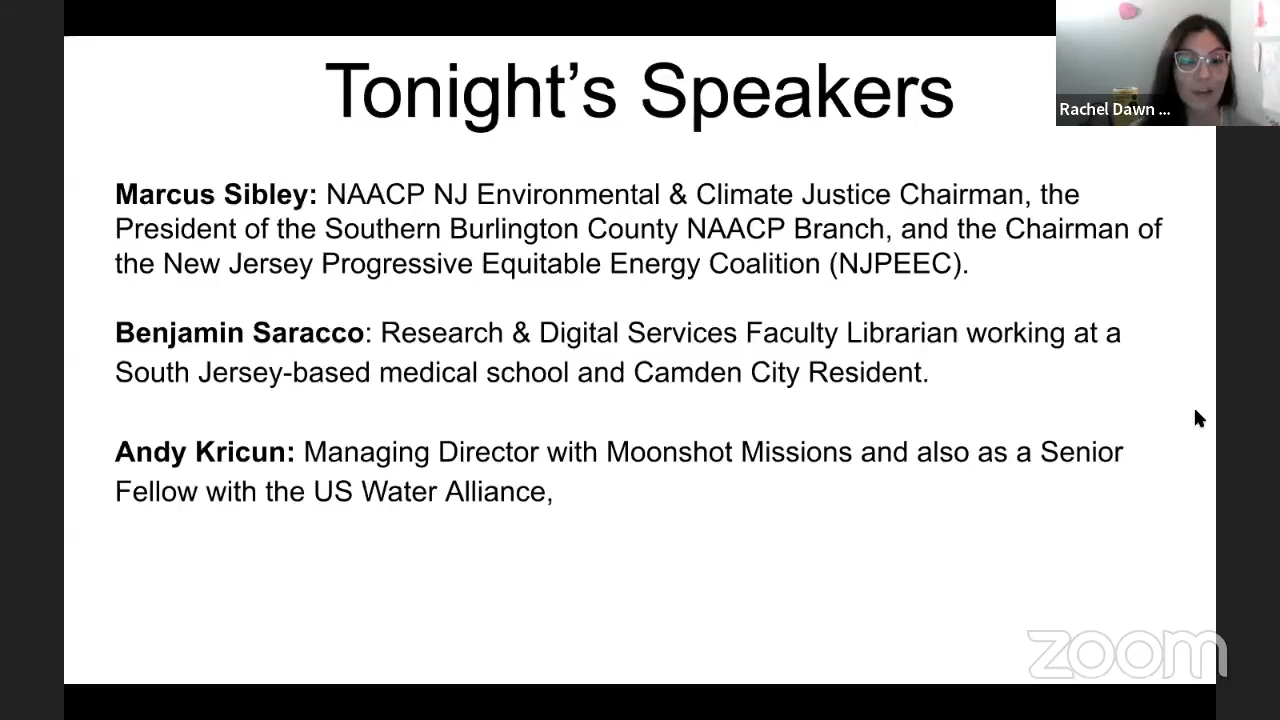 Tonight’s Speakers
Rachel Dawn ...
Marcus Sibley: NAACP NJ Environmental & Climate Justice Chairman, the
President of the Southern Burlington County NAACP Branch, and the Chairman of
the New Jersey Progressive Equitable Energy Coalition (NJPEEC).
Benjamin Saracco: Research & Digital Services Faculty Librarian working at a
South Jersey-based medical school and Camden City Resident.
Andy Kricun: Managing Director with Moonshot Missions and also as a Senior
Fellow with the US Water Alliance,
zoom